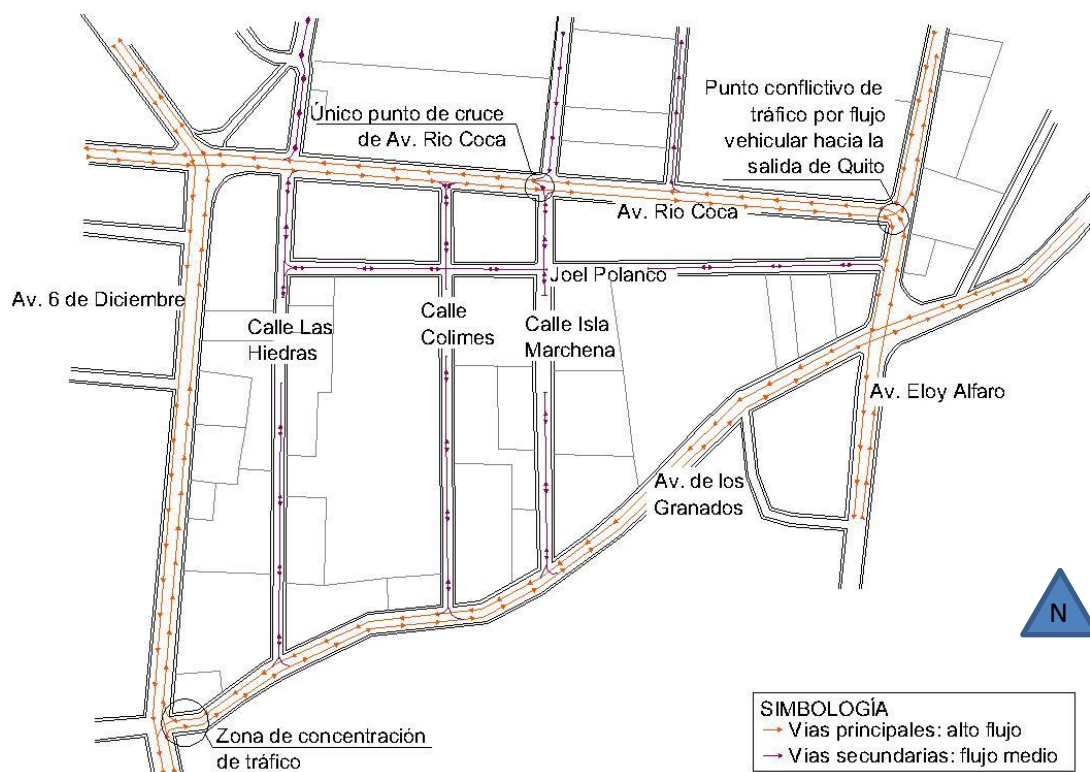 Único punto de cruce
de Av. Rio Coca
Punto conflictivo de
tráfico por flujo
vehicular hacia la
salida de Quito
Av. Rio Coca
Joel Polanco
Av. 6 de Diciembre
Calle Las
Hiedras
Calle
Colimes
Calle Isla
Marchena
Av. Eloy Alfaro
Av. de los
Granados
N
Zona de concentración
de tráfico
SIMBOLOGÍA
Vias principales: alto flujo
Vias secundarias: flujo medio